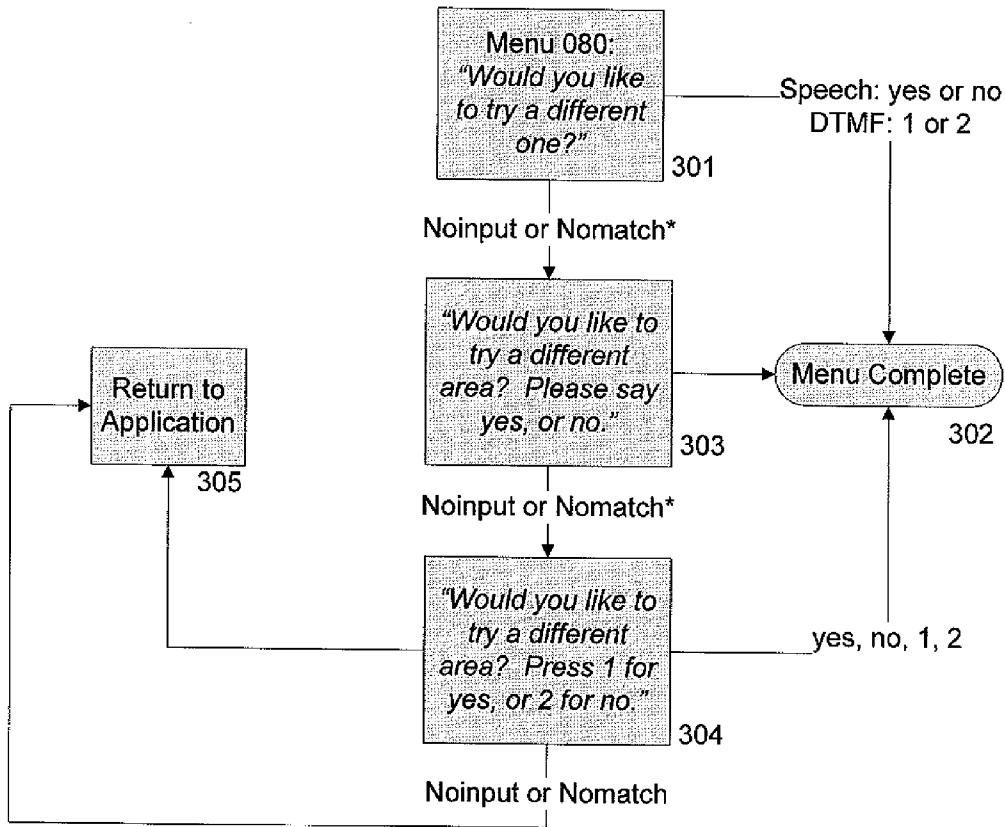 Menu 080:
“Would you like
to try a different
one?”
301
Speech: yes or no
DTMF: 1 or 2
Noinput or Nomatch*
“Would you like to
try a different
area?  Please say
yes, or no.”
303
Menu Complete
302
Return to
Application
305
Noinput or Nomatch*
“Would you like to
try a different
area?  Press 1 for
yes, or 2 for no.”
304
yes, no, 1, 2
Noinput or Nomatch